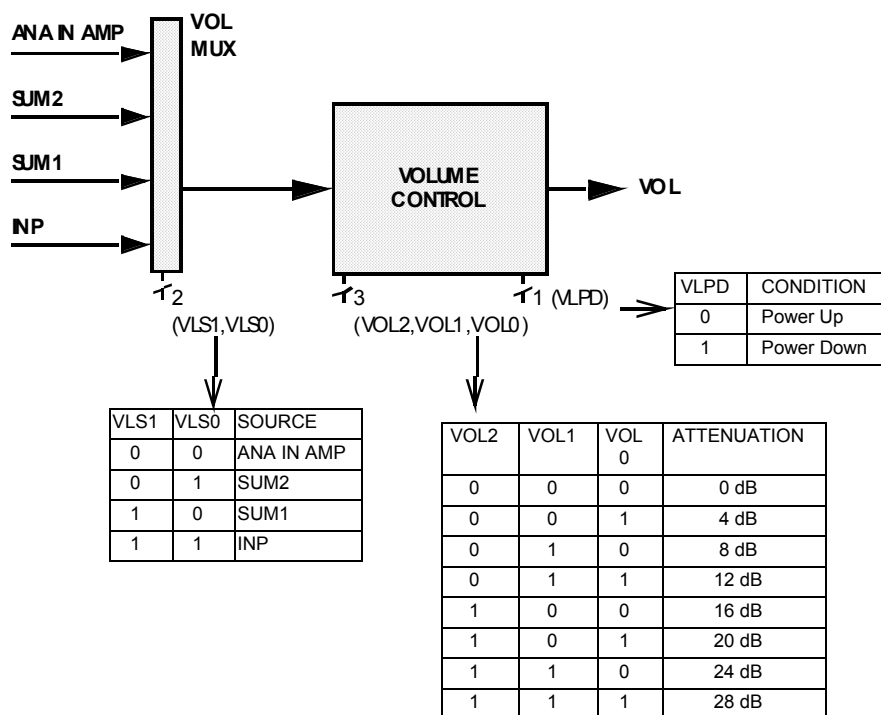 ANA IN AMP
VOL
MUX
SUM2
SUM1
INP
VOLUME
CONTROL
VOL
2
(VLS1,VLS0)
3
(VOL2,VOL1,VOL0)
1 (VLPD)
VLPD CONDITION
0 Power Up
1 Power Down
VLS1 VLS0 SOURCE
0 0 ANA IN AMP
0 1 SUM2
1 0 SUM1
1 1 INP
VOL2 VOL1 VOL ATTENUATION
0
0 0 0 0 dB
0 0 1 4 dB
0 1 0 8 dB
0 1 1 12 dB
1 0 0 16 dB
1 0 1 20 dB
1 1 0 24 dB
1 1 1 28 dB